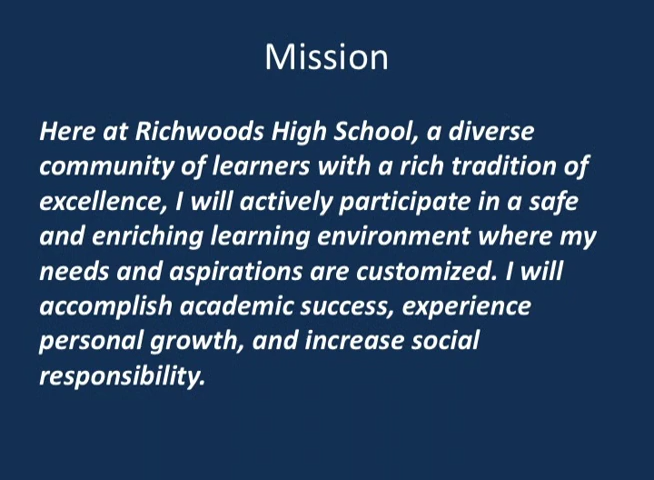 Mission
Here at Richwoods High School, a diverse
community of learners with a rich tradition of
excellence, I will actively participate in a safe
and enriching learning environment where my
needs and aspirations are customized. I will
accomplish academic success, experience
personal growth, and increase social
responsibility.